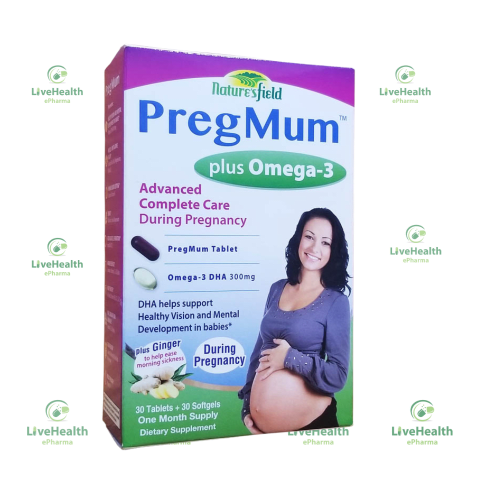 Nature'sfield
PregMum™
plus Omega-3
Advanced
Complete Care
During Pregnancy
PregMum Tablet
Omega-3 DHA 300mg
DHA helps support
Healthy Vision and Mental
Development in babies*
plus Ginger
to help ease
morning sickness
During
Pregnancy
30 Tablets + 30 Softgels
One Month Supply
Dietary Supplement
LiveHealth
ePharma
LiveHealth
ePharma
LiveHealth
ePharma
LiveHealth
ePharma
LiveHealth
ePharma
LiveHealth
ePharma
LiveHealth
ePharma
LiveHealth
ePharma